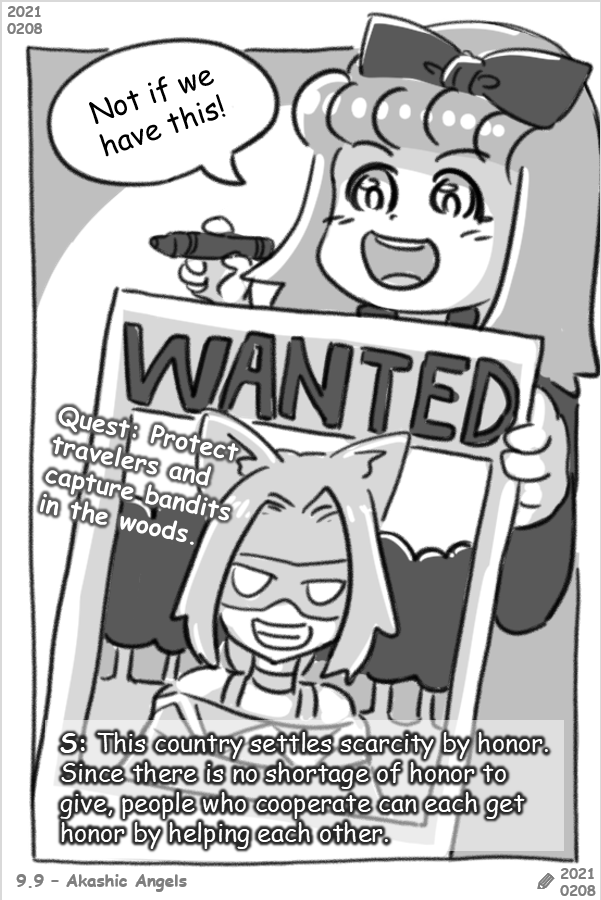 2021
0208
Not if we
have this!
WANTED
Quest: Protect
travelers and
capture bandits
in the woods.
S: This country settles scarcity by honor.
Since there is no shortage of honor to
give, people who cooperate can each get
honor by helping each other.
9.9 – Akashic Angels
2021
0208